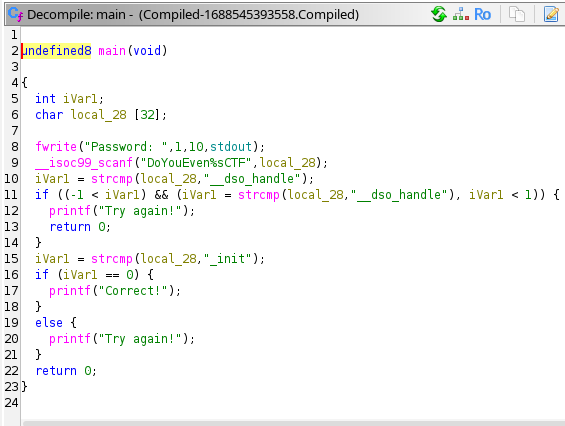 Decompile: main - (Compiled-1688545393558.Compiled) Ro
1
2 undefined8 main(void)
3
4 {
5 int iVar1;
6 char local_28 [32];
7
8 fwrite("Password: ",1,10,stdout);
9 __isoc99_scanf("DoYouEven%sCTF",local_28);
10 iVar1 = strcmp(local_28,"__dso_handle");
11 if ((-1 < iVar1) && (iVar1 = strcmp(local_28,"__dso_handle"), iVar1 < 1)) {
12 printf("Try again!");
13 return 0;
14 }
15 iVar1 = strcmp(local_28,"_init");
16 if (iVar1 == 0) {
17 printf("Correct!");
18 }
19 else {
20 printf("Try again!");
21 }
22 return 0;
23 }
24